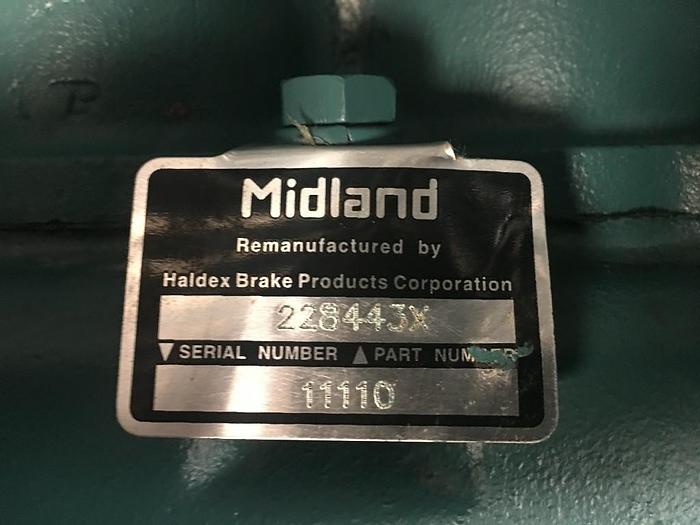 Midland
Remanufactured by
Haldex Brake Products Corporation
228443X
▼ SERIAL NUMBER ▲ PART NUMBER
11110